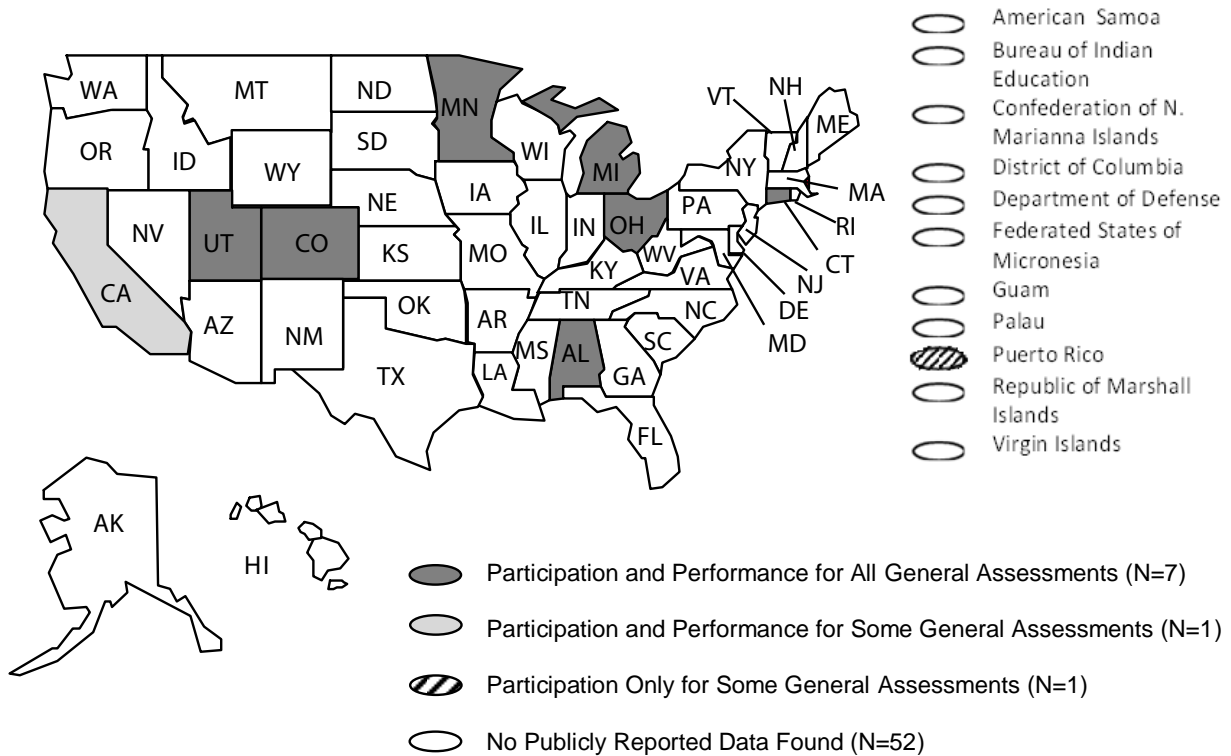 WA
MT
ND
MN
VT
NH
ME
OR
ID
SD
WI
NY
WY
MI
MA
IA
NE
PA
RI
NV
UT
CO
IL
IN
OH
CT
KS
MO
WV
NJ
CA
KY
VA
DE
OK
TN
NC
AZ
NM
AR
MD
SC
MS
AL
GA
TX
LA
FL
AK
HI
American Samoa
Bureau of Indian
Education
Confederation of N.
Marianna Islands
District of Columbia
Department of Defense
Federated States of
Micronesia
Guam
Palau
Puerto Rico
Republic of Marshall
Islands
Virgin Islands
Participation and Performance for All General Assessments (N=7)
Participation and Performance for Some General Assessments (N=1)
Participation Only for Some General Assessments (N=1)
No Publicly Reported Data Found (N=52)